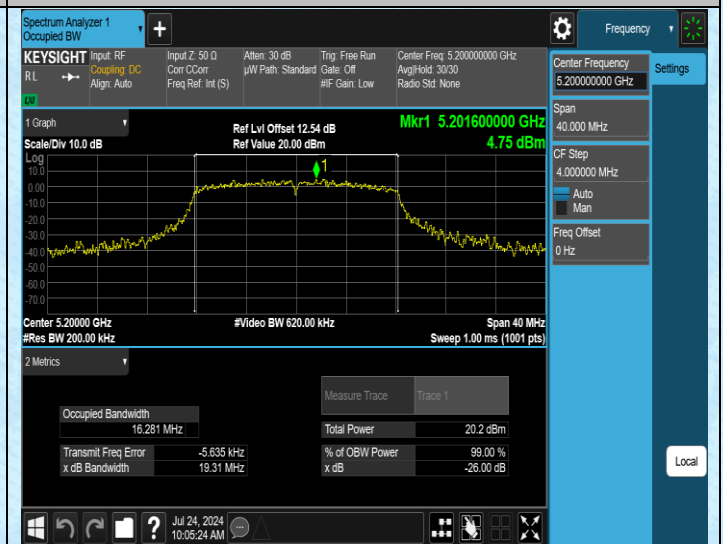 Spectrum Analyzer 1
Occupied BW
+
Frequency
KEYSIGHT
R L
LXI
Input: RF
Coupling: DC
Align: Auto
Input Z: 50 Ω
Corr CCorr
Freq Ref: Int (S)
Atten: 30 dB
µW Path: Standard
Trig: Free Run
Gate: Off
#IF Gain: Low
Center Freq: 5.200000000 GHz
Avg|Hold: 30/30
Radio Std: None
Center Frequency
5.200000000 GHz
Settings
Span
40.000 MHz
CF Step
4.000000 MHz
Auto
Man
Freq Offset
0 Hz
Local
1 Graph
Scale/Div 10.0 dB
Ref Lvl Offset 12.54 dB
Ref Value 20.00 dBm
Mkr1 5.201600000 GHz
4.75 dBm
Log
10.0
0.00
-10.0
-20.0
-30.0
-40.0
-50.0
-60.0
-70.0
1
Center 5.20000 GHz
#Res BW 200.00 kHz
#Video BW 620.00 kHz
Span 40 MHz
Sweep 1.00 ms (1001 pts)
2 Metrics
Measure Trace Trace 1
Occupied Bandwidth
16.281 MHz
Total Power 20.2 dBm
Transmit Freq Error -5.635 kHz
% of OBW Power 99.00 %
x dB Bandwidth 19.31 MHz
x dB -26.00 dB
?
Jul 24, 2024
10:05:24 AM